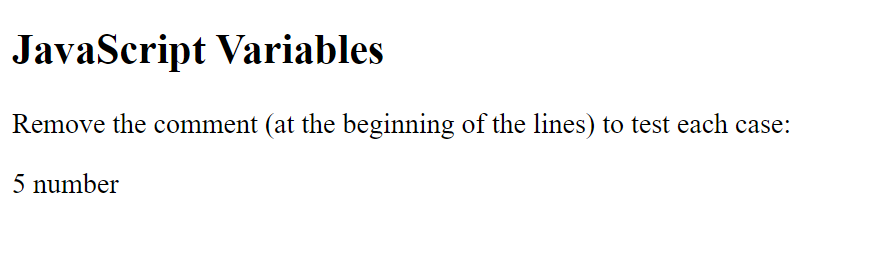 JavaScript Variables
Remove the comment (at the beginning of the lines) to test each case:
5 number